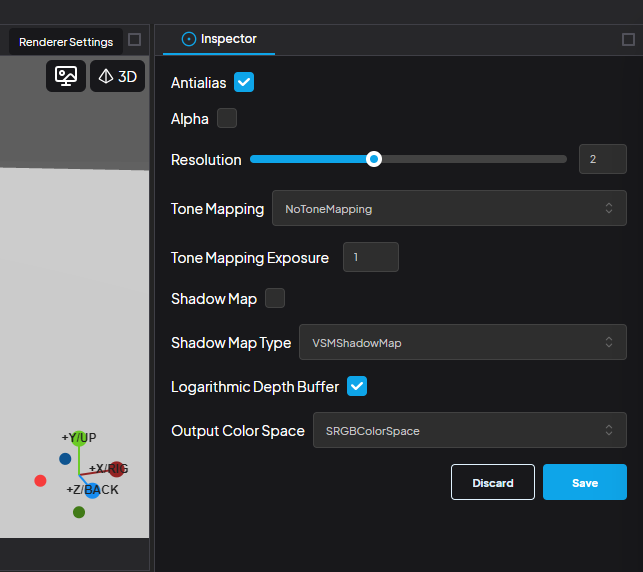 Renderer Settings
Inspector
3D
Antialias
Alpha
Resolution 2
Tone Mapping NoToneMapping
Tone Mapping Exposure 1
Shadow Map
Shadow Map Type VSMShadowMap
Logarithmic Depth Buffer
Output Color Space SRGBColorSpace
+Y/UP
+X/RIG
+Z/BACK
Discard Save